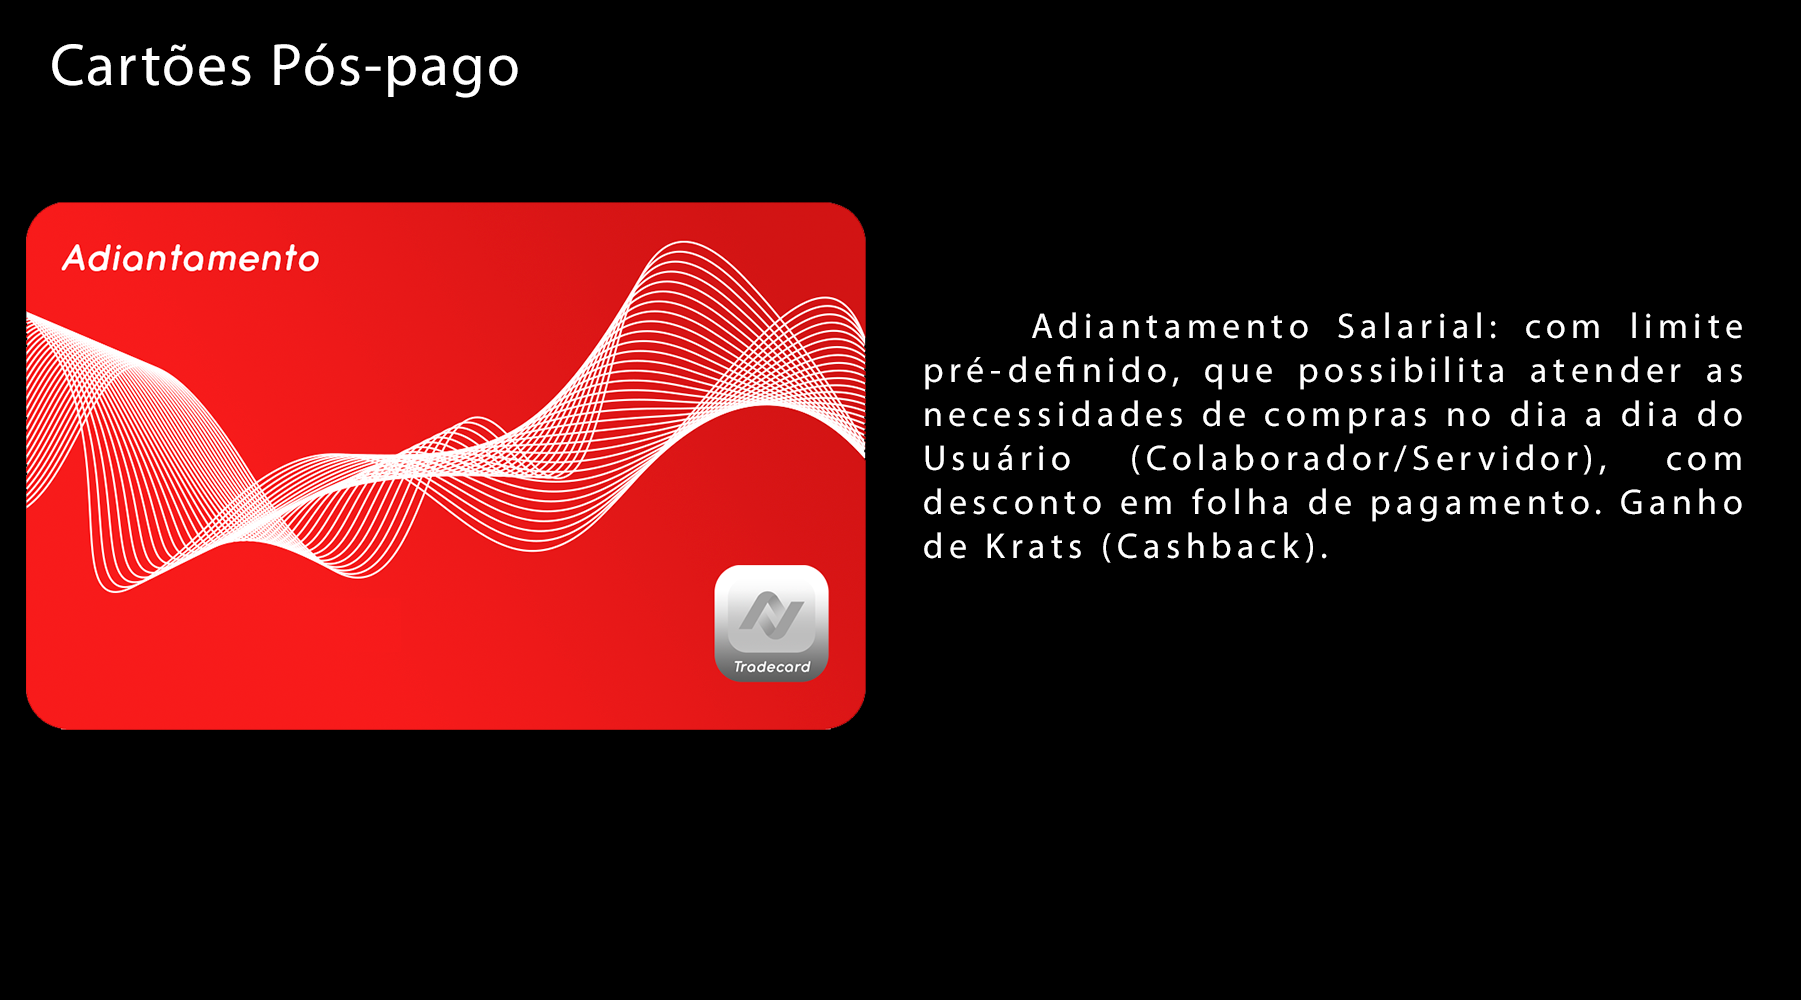 Cartões Pós-pago
Adiantamento
Tradecard
Adiantamento Salarial: com limite
pré-definido, que possibilita atender as
necessidades de compras no dia a dia do
Usuário (Colaborador/Servidor), com
desconto em folha de pagamento. Ganho
de Krats (Cashback).